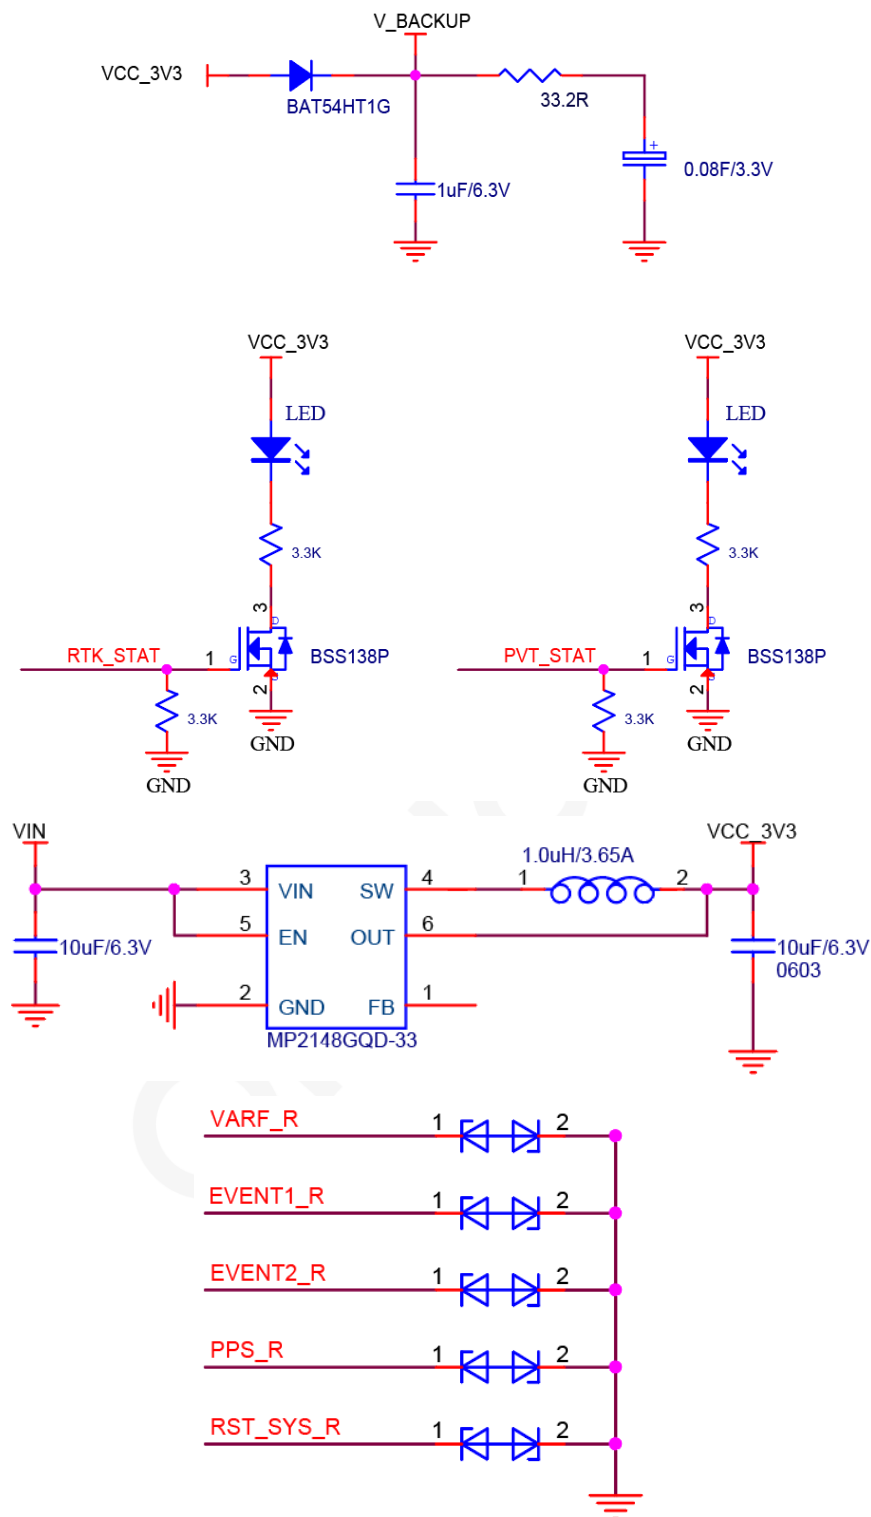 V_BACKUP
VCC_3V3
BAT54HT1G
33.2R
+
1uF/6.3V
0.08F/3.3V
VCC_3V3
VCC_3V3
LED
LED
3.3K
3.3K
3
D
3
D
RTK_STAT
1
G
BSS138P
PVT_STAT
1
G
BSS138P
2
2
3.3K
3.3K
GND
GND
GND
GND
VIN
VCC_3V3
1.0uH/3.65A
3
VIN
SW
4
1
2
5
EN
OUT
6
10uF/6.3V
10uF/6.3V
0603
2
GND
FB
1
MP2148GQD-33
VARF_R
1
2
EVENT1_R
1
2
EVENT2_R
1
2
PPS_R
1
2
RST_SYS_R
1
2